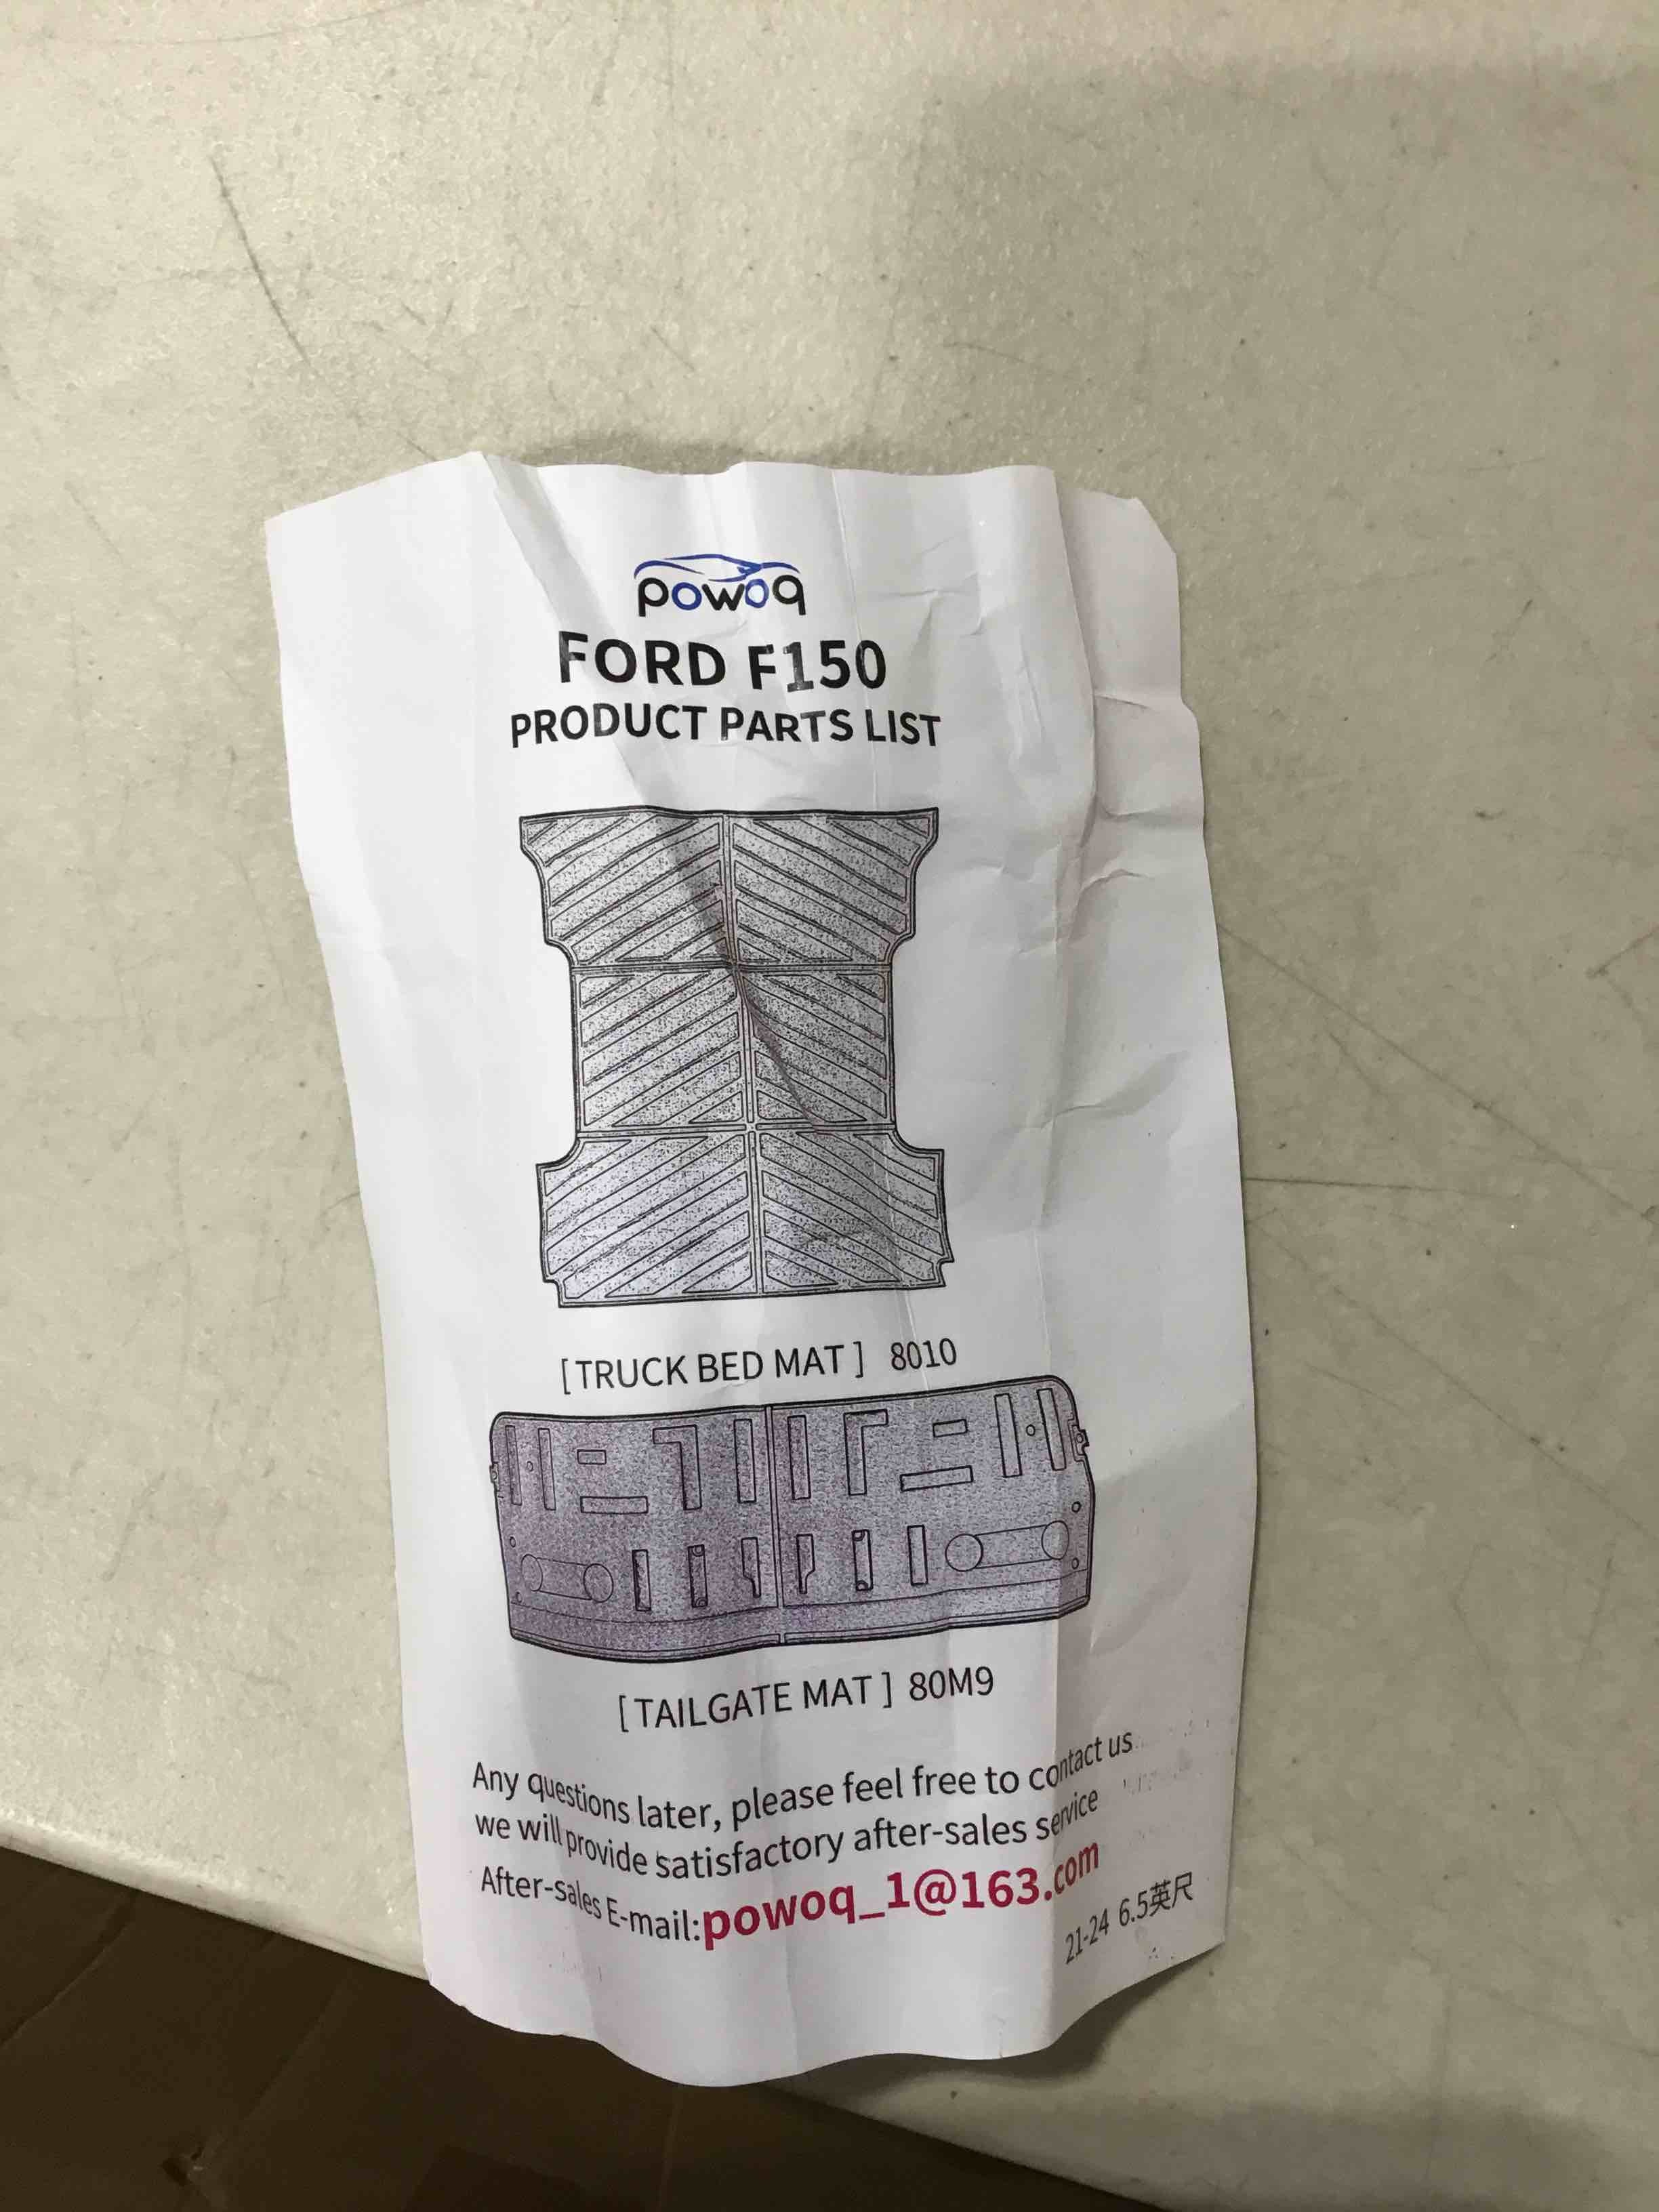 powoq
FORD F150
PRODUCT PARTS LIST
[TRUCK BED MAT] 8010
[TAILGATE MAT] 80M9
Any questions later, please feel free to contact us
we will provide satisfactory after-sales service
After-sales E-mail:powoq_1@163.com
21-24 6.5英尺